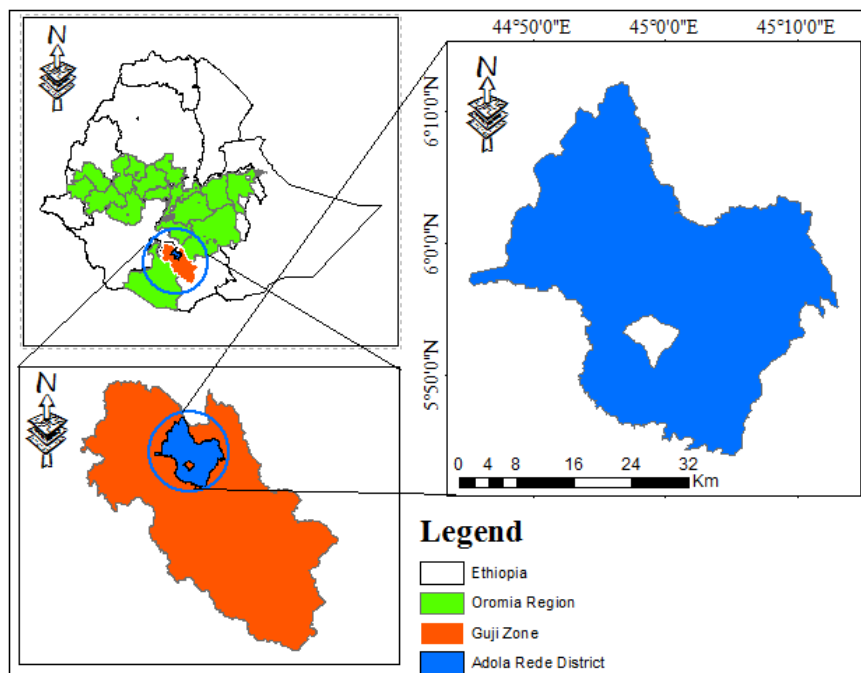 N
44°50'0"E 45°0'0"E 45°10'0"E
N
6°10'0"N
6°0'0"N
5°50'0"N
N
0 4 8 16 24 32
Km
Legend
Ethiopia
Oromia Region
Guji Zone
Adola Rede District